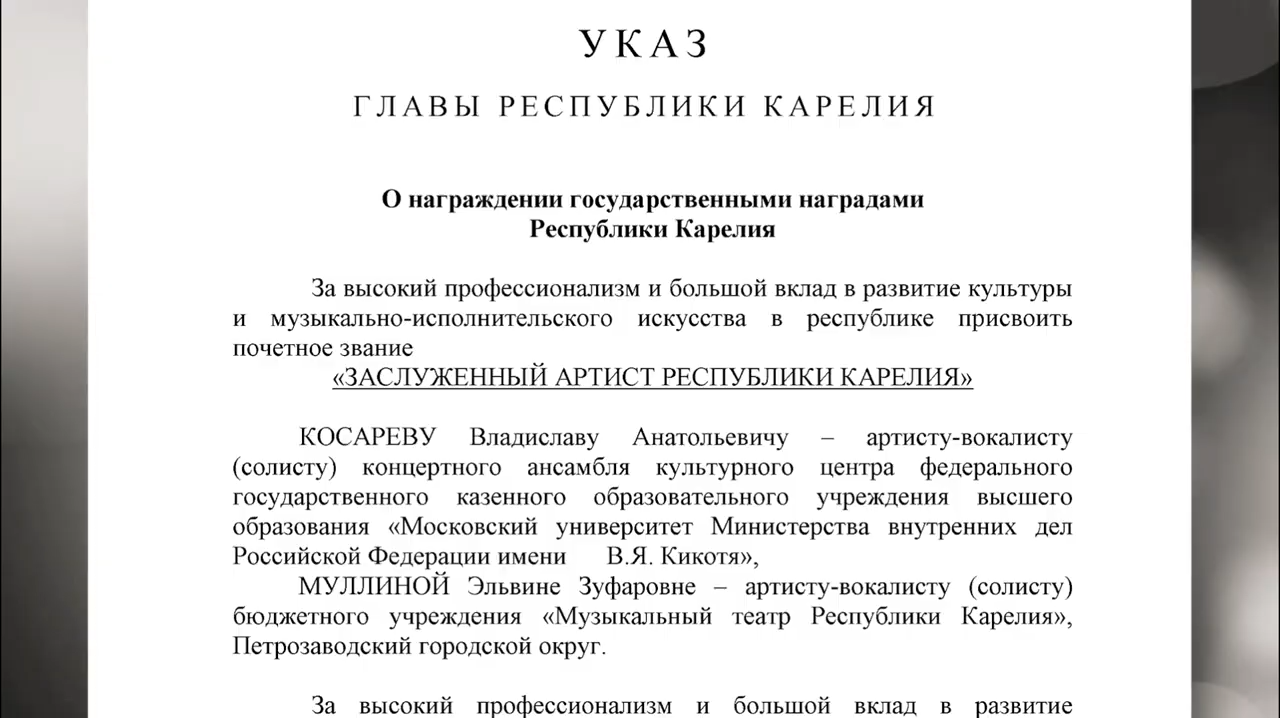 УКАЗ
ГЛАВЫ РЕСПУБЛИКИ КАРЕЛИЯ
О награждении государственными наградами
Республики Карелия
За высокий профессионализм и большой вклад в развитие культуры
и музыкально-исполнительского искусства в республике присвоить
почетное звание
«ЗАСЛУЖЕННЫЙ АРТИСТ РЕСПУБЛИКИ КАРЕЛИЯ»
КОСАРЕВУ Владиславу Анатольевичу – артисту-вокалисту
(солисту) концертного ансамбля культурного центра федерального
государственного казенного образовательного учреждения высшего
образования «Московский университет Министерства внутренних дел
Российской Федерации имени В.Я. Кикотя»,
МУЛЛИНОЙ Эльвине Зуфаровне – артисту-вокалисту (солисту)
бюджетного учреждения «Музыкальный театр Республики Карелия»,
Петрозаводский городской округ.
За высокий профессионализм и большой вклад в развитие